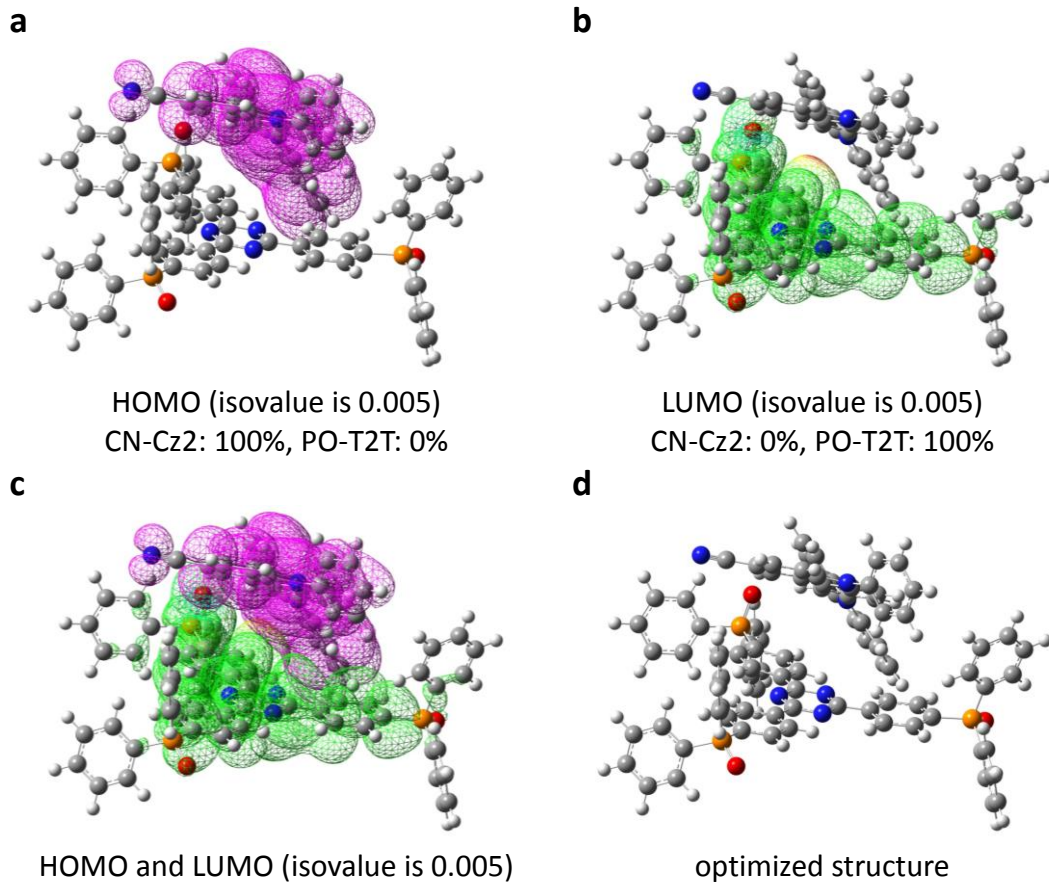 a
b
HOMO (isovalue is 0.005)
CN-Cz2: 100%, PO-T2T: 0%
LUMO (isovalue is 0.005)
CN-Cz2: 0%, PO-T2T: 100%
c
d
HOMO and LUMO (isovalue is 0.005)
optimized structure